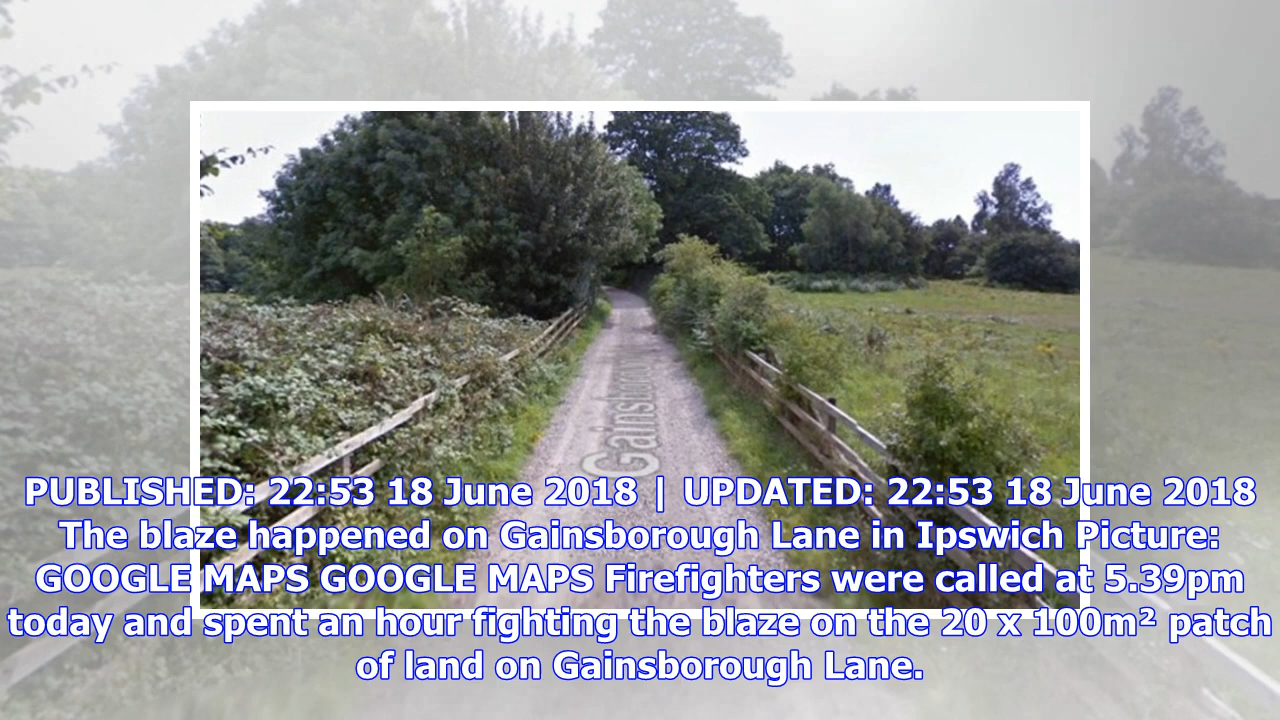 Gainsborough
PUBLISHED: 22:53 18 June 2018 | UPDATED: 22:53 18 June 2018
The blaze happened on Gainsborough Lane in Ipswich Picture:
GOOGLE MAPS GOOGLE MAPS Firefighters were called at 5.39pm
today and spent an hour fighting the blaze on the 20 x 100m² patch
of land on Gainsborough Lane.